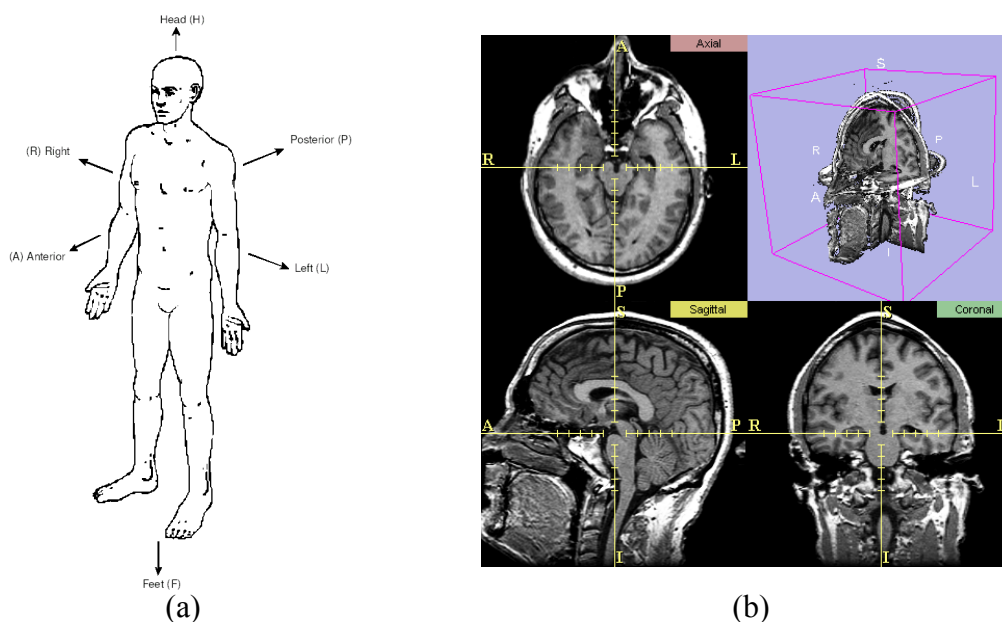 Head (H)
Posterior (P)
(R) Right
(A) Anterior
Left (L)
Feet (F)
(a)
Axial
A
R
L
P
S
R
P
A
L
I
Sagittal
S
A
P
I
Coronal
S
R
L
I
(b)